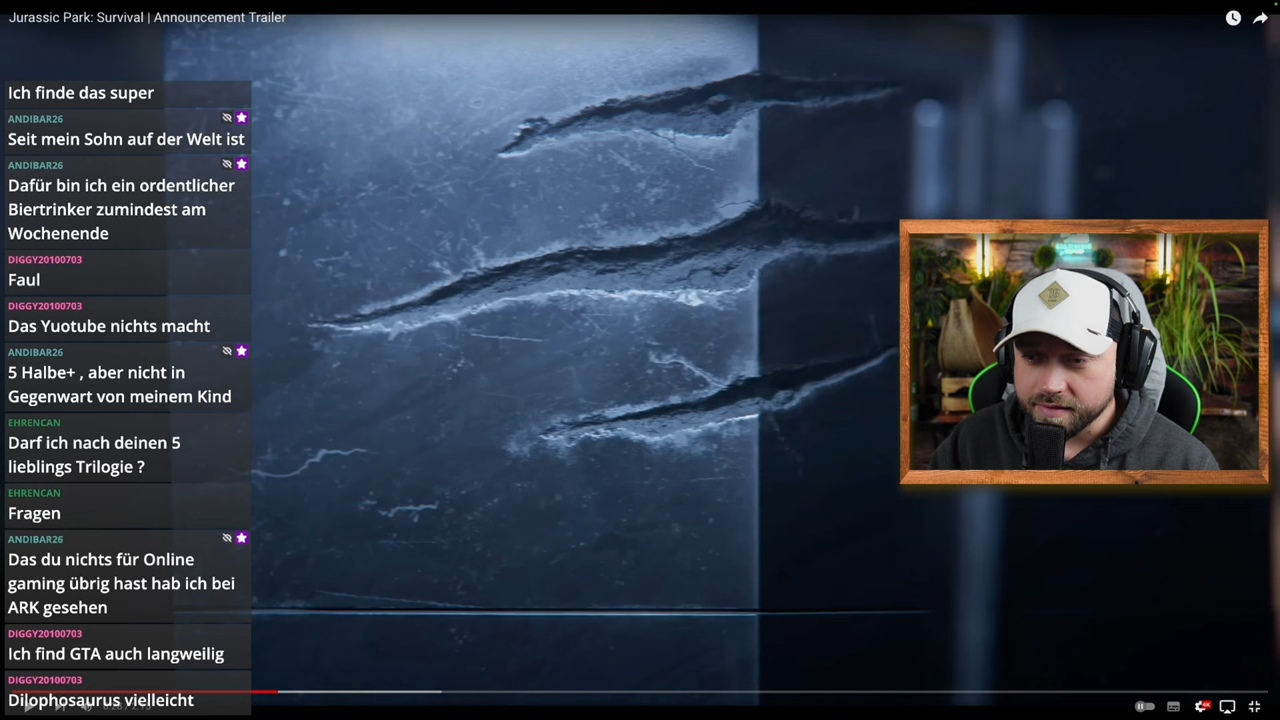 Jurassic Park: Survival | Announcement Trailer
Ich finde das super
ANDIBAR26
Seit mein Sohn auf der Welt ist
ANDIBAR26
Dafür bin ich ein ordentlicher
Biertrinker zumindest am
Wochenende
DIGGY20100703
Faul
DIGGY20100703
Das Yuotube nichts macht
ANDIBAR26
5 Halbe+ , aber nicht in
Gegenwart von meinem Kind
EHRENCAN
Darf ich nach deinen 5
lieblings Trilogie ?
EHRENCAN
Fragen
ANDIBAR26
Das du nichts für Online
gaming übrig hast hab ich bei
ARK gesehen
DIGGY20100703
Ich find GTA auch langweilig
DIGGY20100703
Dilophosaurus vielleicht